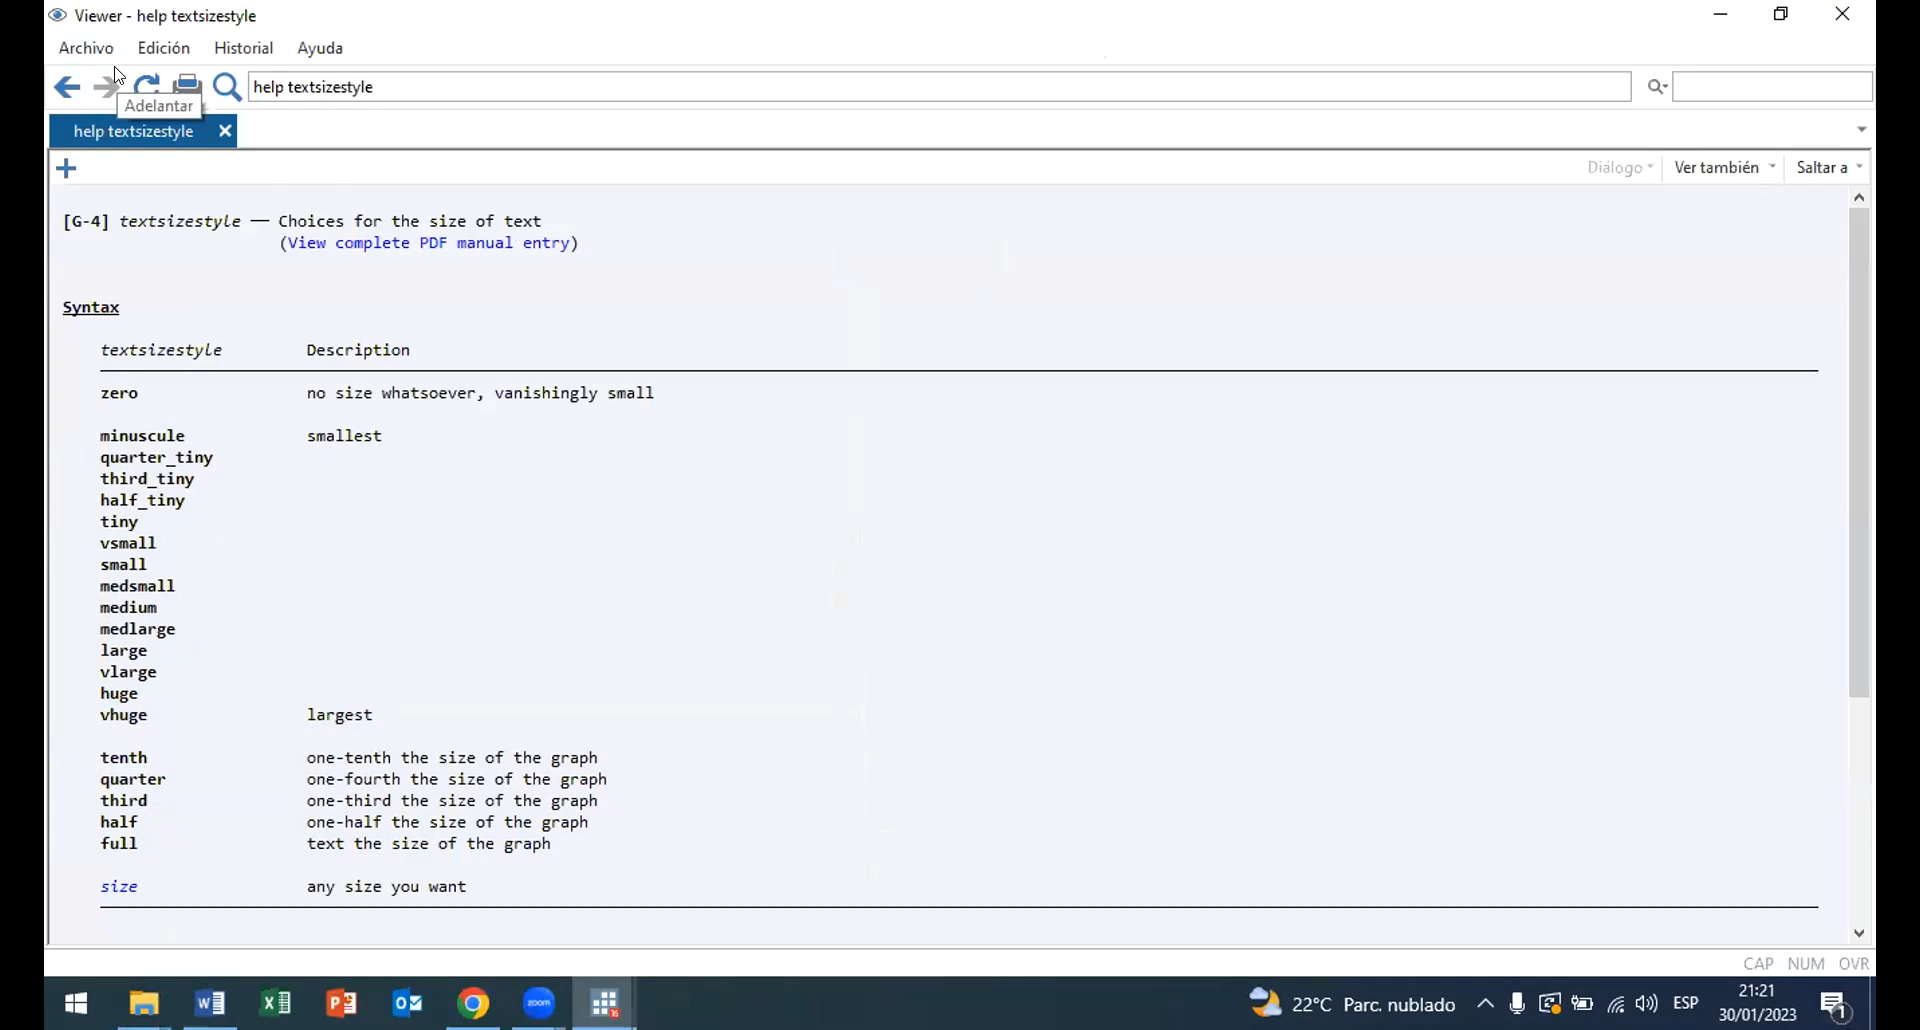 Viewer - help textsizestyle
Archivo Edición Historial Ayuda
help textsizestyle
Adelantar
help textsizestyle
Diálogo Ver también Saltar a
[G-4] textsizestyle — Choices for the size of text
(View complete PDF manual entry)
Syntax
textsizestyle Description
zero no size whatsoever, vanishingly small
minuscule smallest
quarter_tiny
third_tiny
half_tiny
tiny
vsmall
small
medsmall
medium
medlarge
large
vlarge
huge
vhuge largest
tenth one-tenth the size of the graph
quarter one-fourth the size of the graph
third one-third the size of the graph
half one-half the size of the graph
full text the size of the graph
size any size you want
CAP NUM OVR
zoom
16
22°C Parc. nublado
ESP
21:21
30/01/2023
1